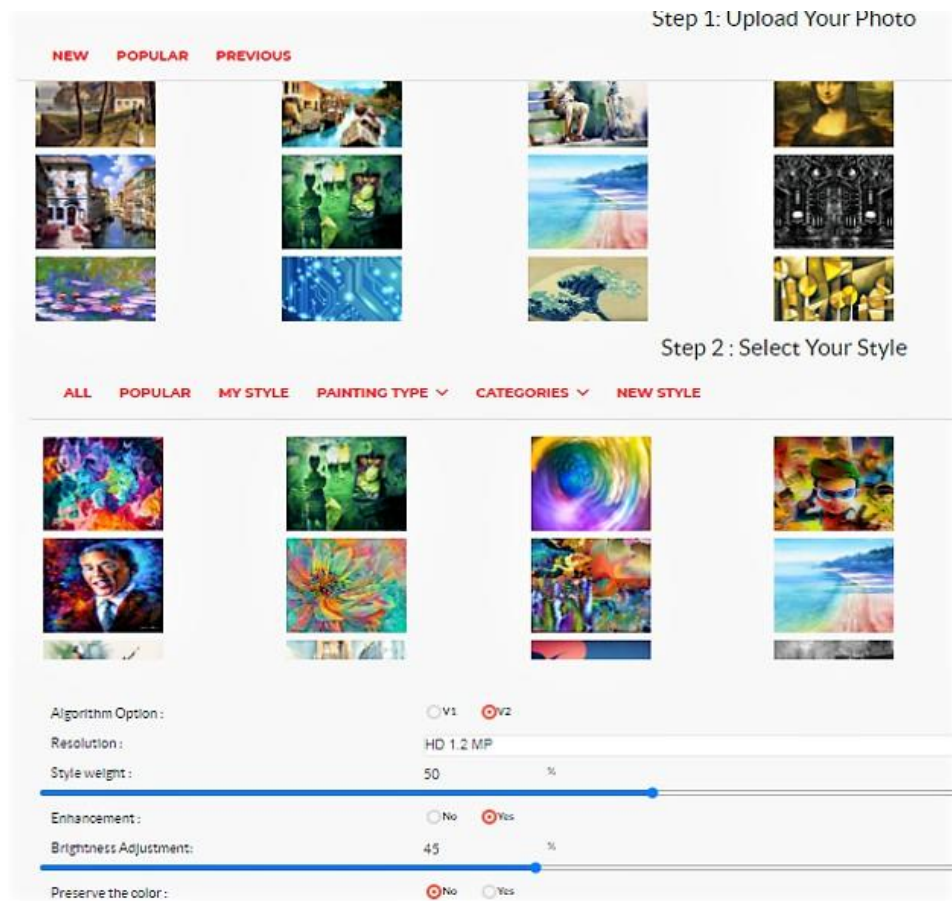 Step 1: Upload Your Photo
NEW POPULAR PREVIOUS
Step 2 : Select Your Style
ALL POPULAR MY STYLE PAINTING TYPE CATEGORIES NEW STYLE
Algorithm Option : V1 V2
Resolution : HD 1.2 MP
Style weight : 50 %
Enhancement : No Yes
Brightness Adjustment: 45 %
Preserve the color : No Yes